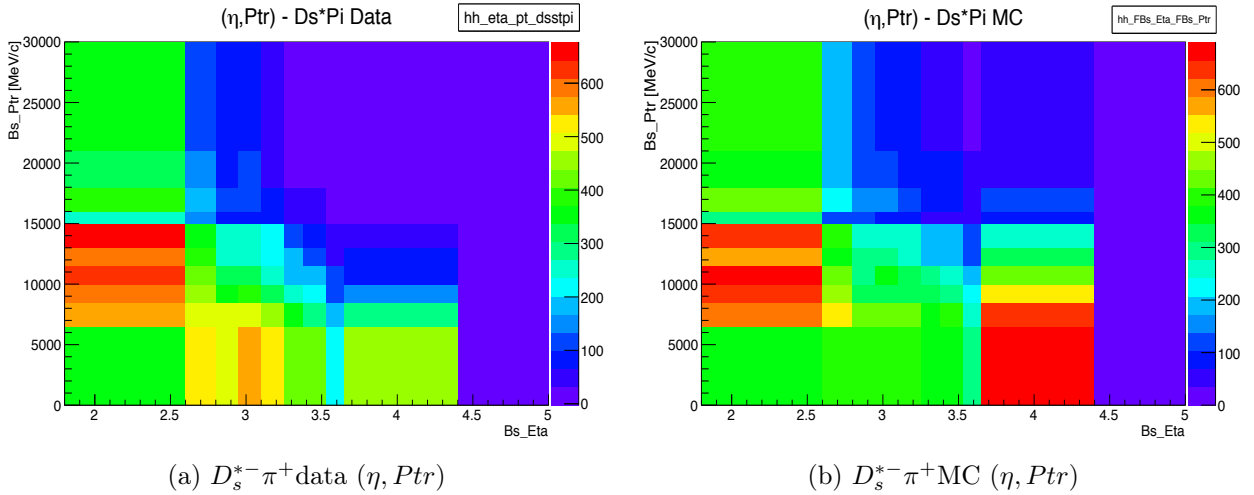 (η,Ptr) - Ds*Pi Data
hh_eta_pt_dsstpi
Bs_Ptr [MeV/c]
30000
25000
20000
15000
10000
5000
0
2 2.5 3 3.5 4 4.5 5
Bs_Eta
600
500
400
300
200
100
0
(a) D_s^{*-}π^+data (η, Ptr)
(η,Ptr) - Ds*Pi MC
hh_FBs_Eta_FBs_Ptr
Bs_Ptr [MeV/c]
30000
25000
20000
15000
10000
5000
0
2 2.5 3 3.5 4 4.5 5
Bs_Eta
600
500
400
300
200
100
0
(b) D_s^{*-}π^+MC (η, Ptr)